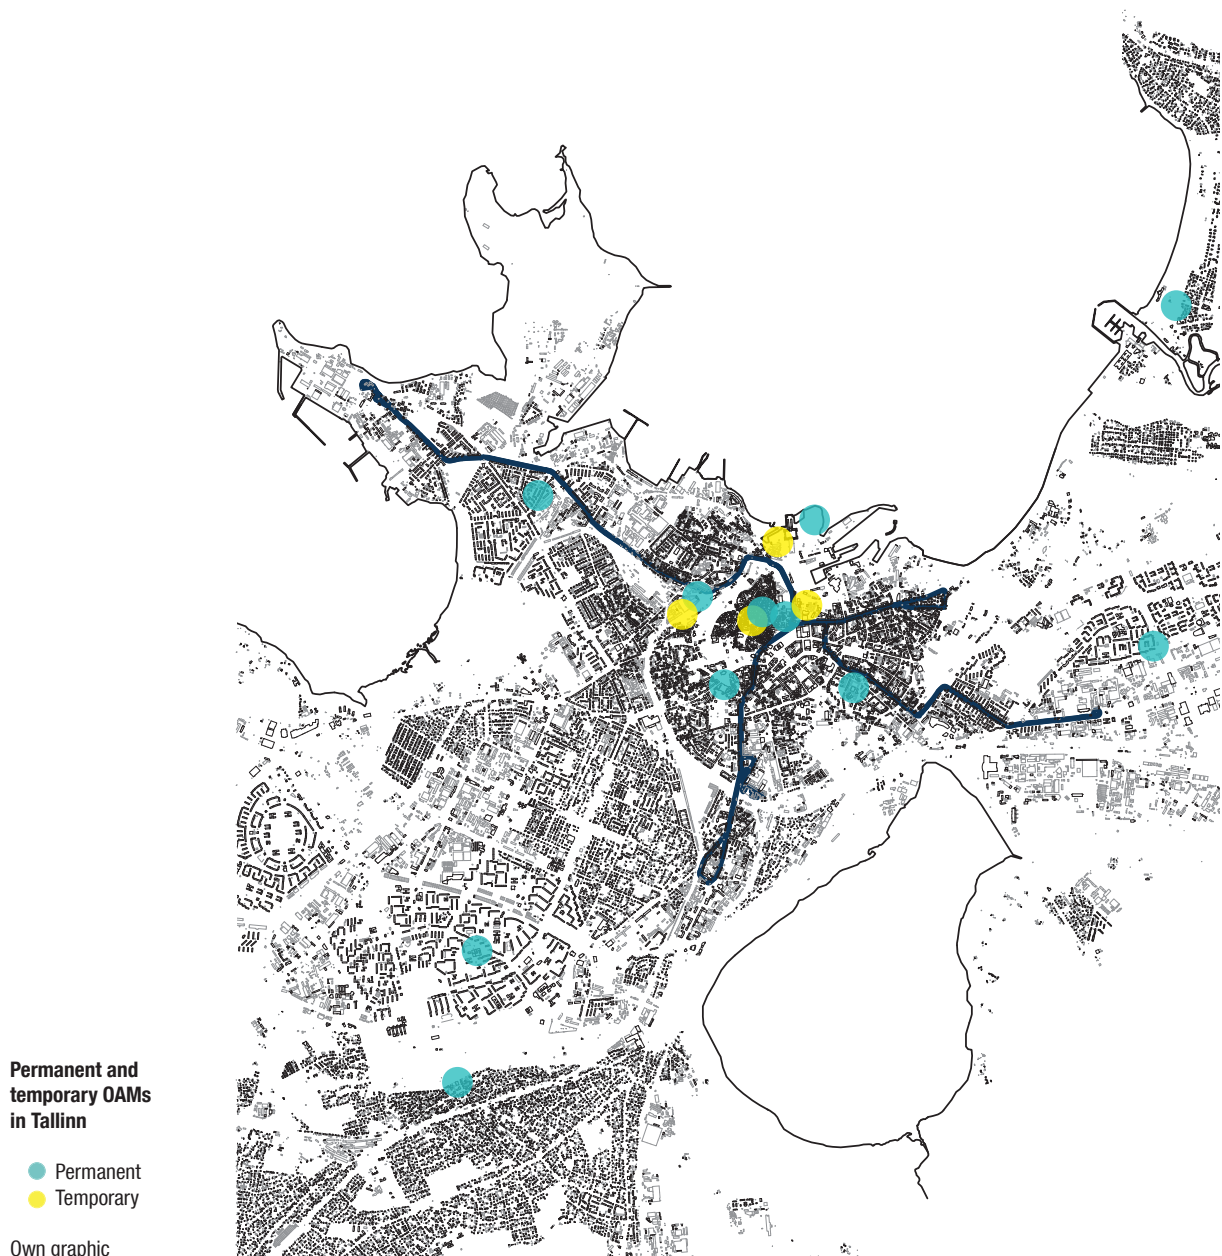 Permanent and
temporary OAMs
in Tallinn
Permanent
Temporary
Own graphic